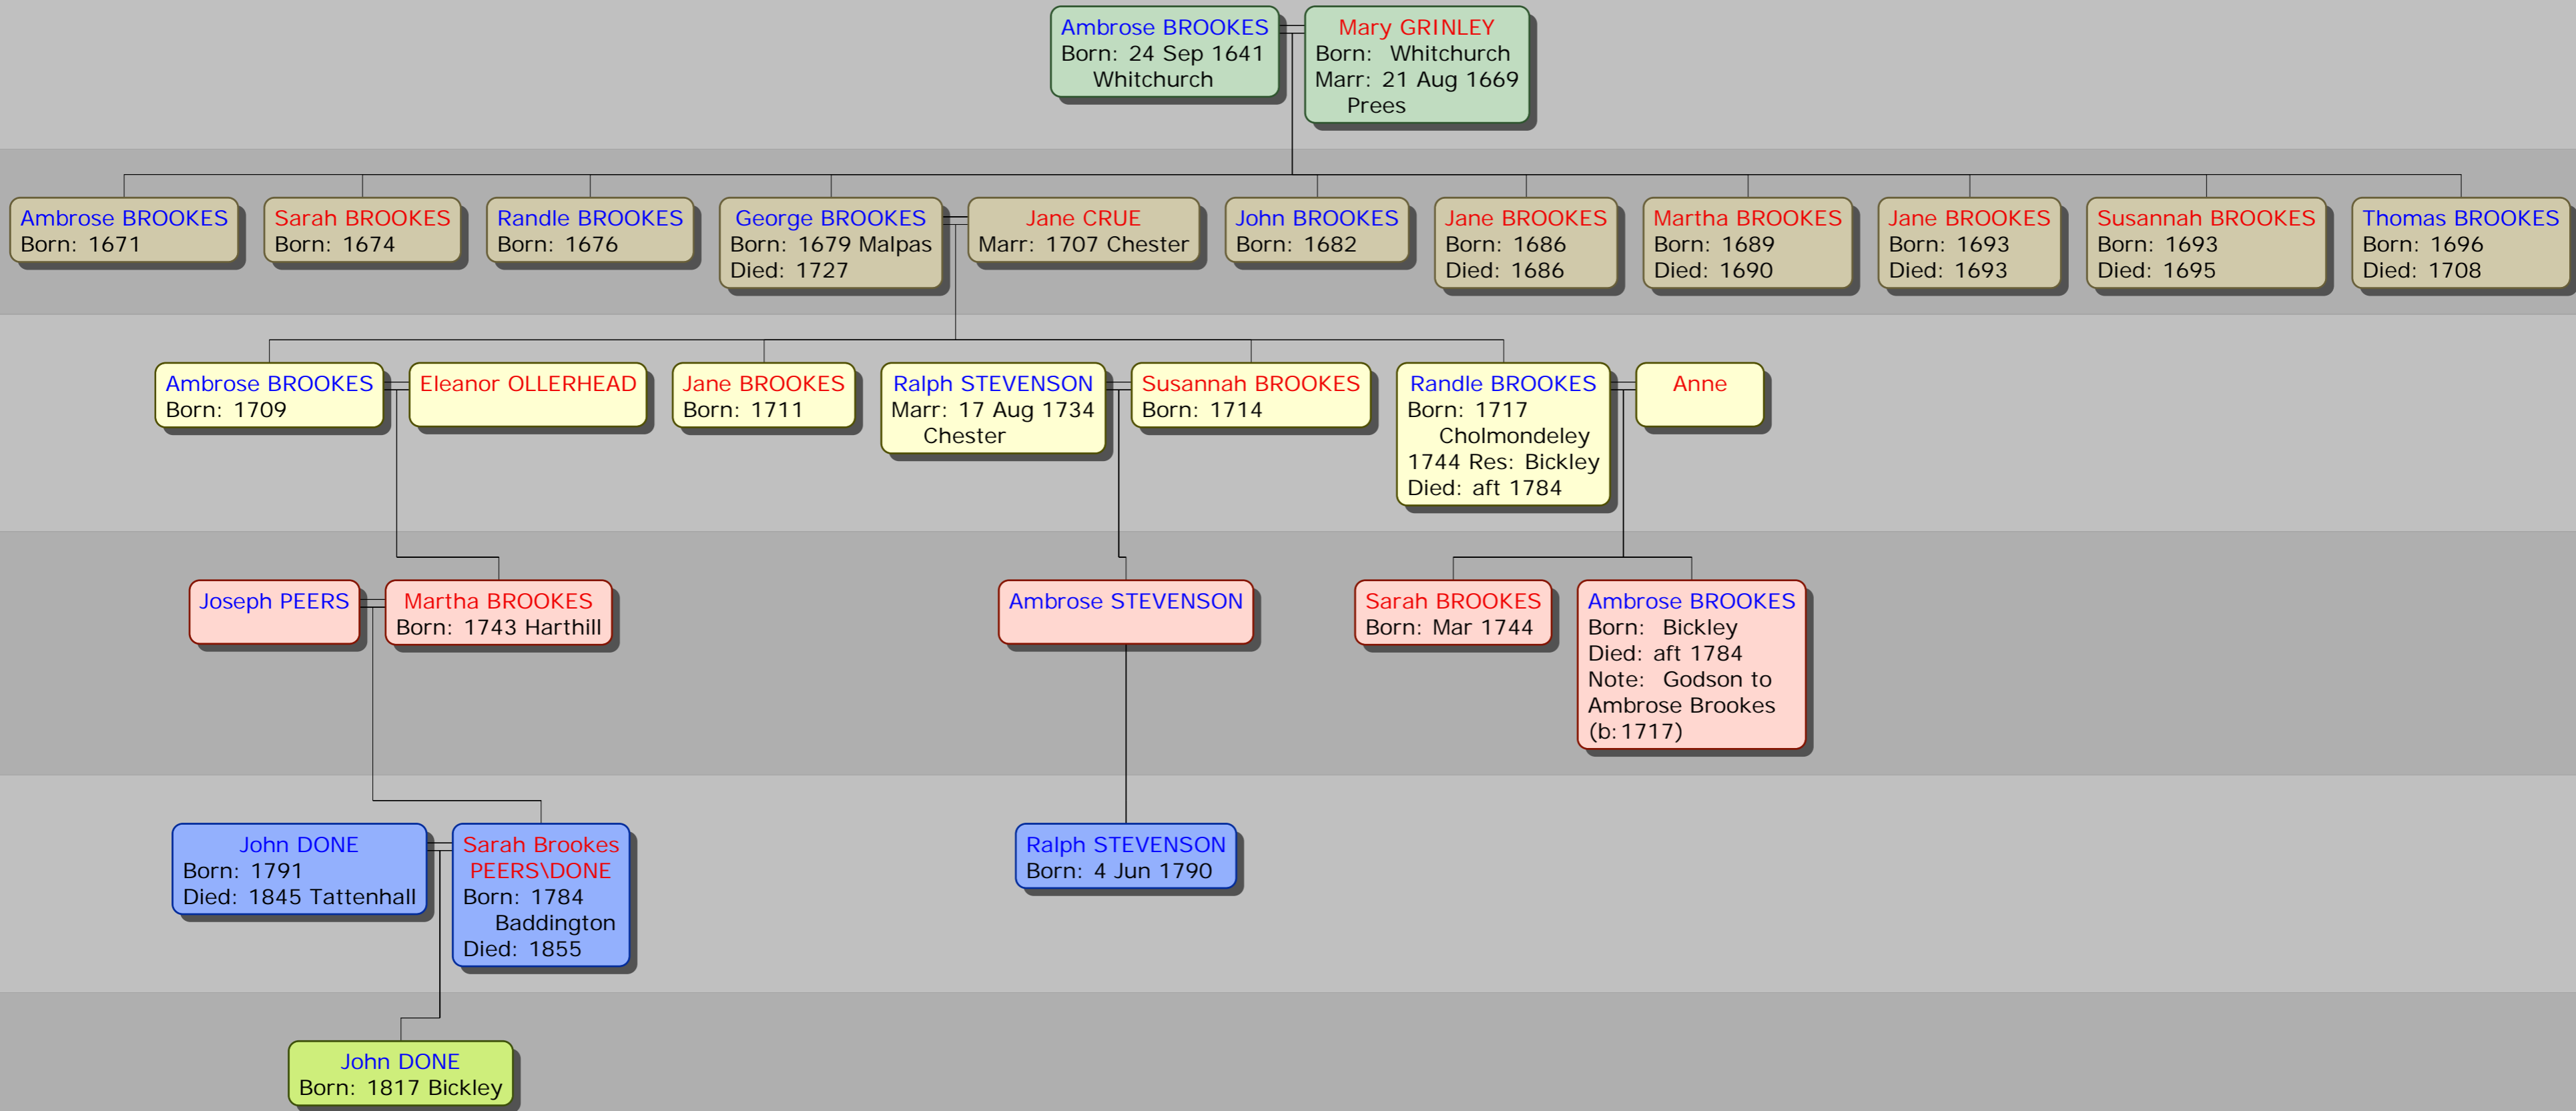 Ambrose BROOKES
Born: 24 Sep 1641
Whitchurch
Mary GRINLEY
Born: Whitchurch
Marr: 21 Aug 1669
Prees
Ambrose BROOKES
Born: 1671
Sarah BROOKES
Born: 1674
Randle BROOKES
Born: 1676
George BROOKES
Born: 1679 Malpas
Died: 1727
Jane CRUE
Marr: 1707 Chester
John BROOKES
Born: 1682
Jane BROOKES
Born: 1686
Died: 1686
Martha BROOKES
Born: 1689
Died: 1690
Jane BROOKES
Born: 1693
Died: 1693
Susannah BROOKES
Born: 1693
Died: 1695
Thomas BROOKES
Born: 1696
Died: 1708
Ambrose BROOKES
Born: 1709
Eleanor OLLERHEAD
Jane BROOKES
Born: 1711
Ralph STEVENSON
Marr: 17 Aug 1734
Chester
Susannah BROOKES
Born: 1714
Randle BROOKES
Born: 1717
Cholmondeley
1744 Res: Bickley
Died: aft 1784
Anne
Joseph PEERS
Martha BROOKES
Born: 1743 Harthill
Ambrose STEVENSON
Sarah BROOKES
Born: Mar 1744
Ambrose BROOKES
Born: Bickley
Died: aft 1784
Note: Godson to
Ambrose Brookes
(b:1717)
John DONE
Born: 1791
Died: 1845 Tattenhall
Sarah Brookes
PEERS\DONE
Born: 1784
Baddington
Died: 1855
Ralph STEVENSON
Born: 4 Jun 1790
John DONE
Born: 1817 Bickley